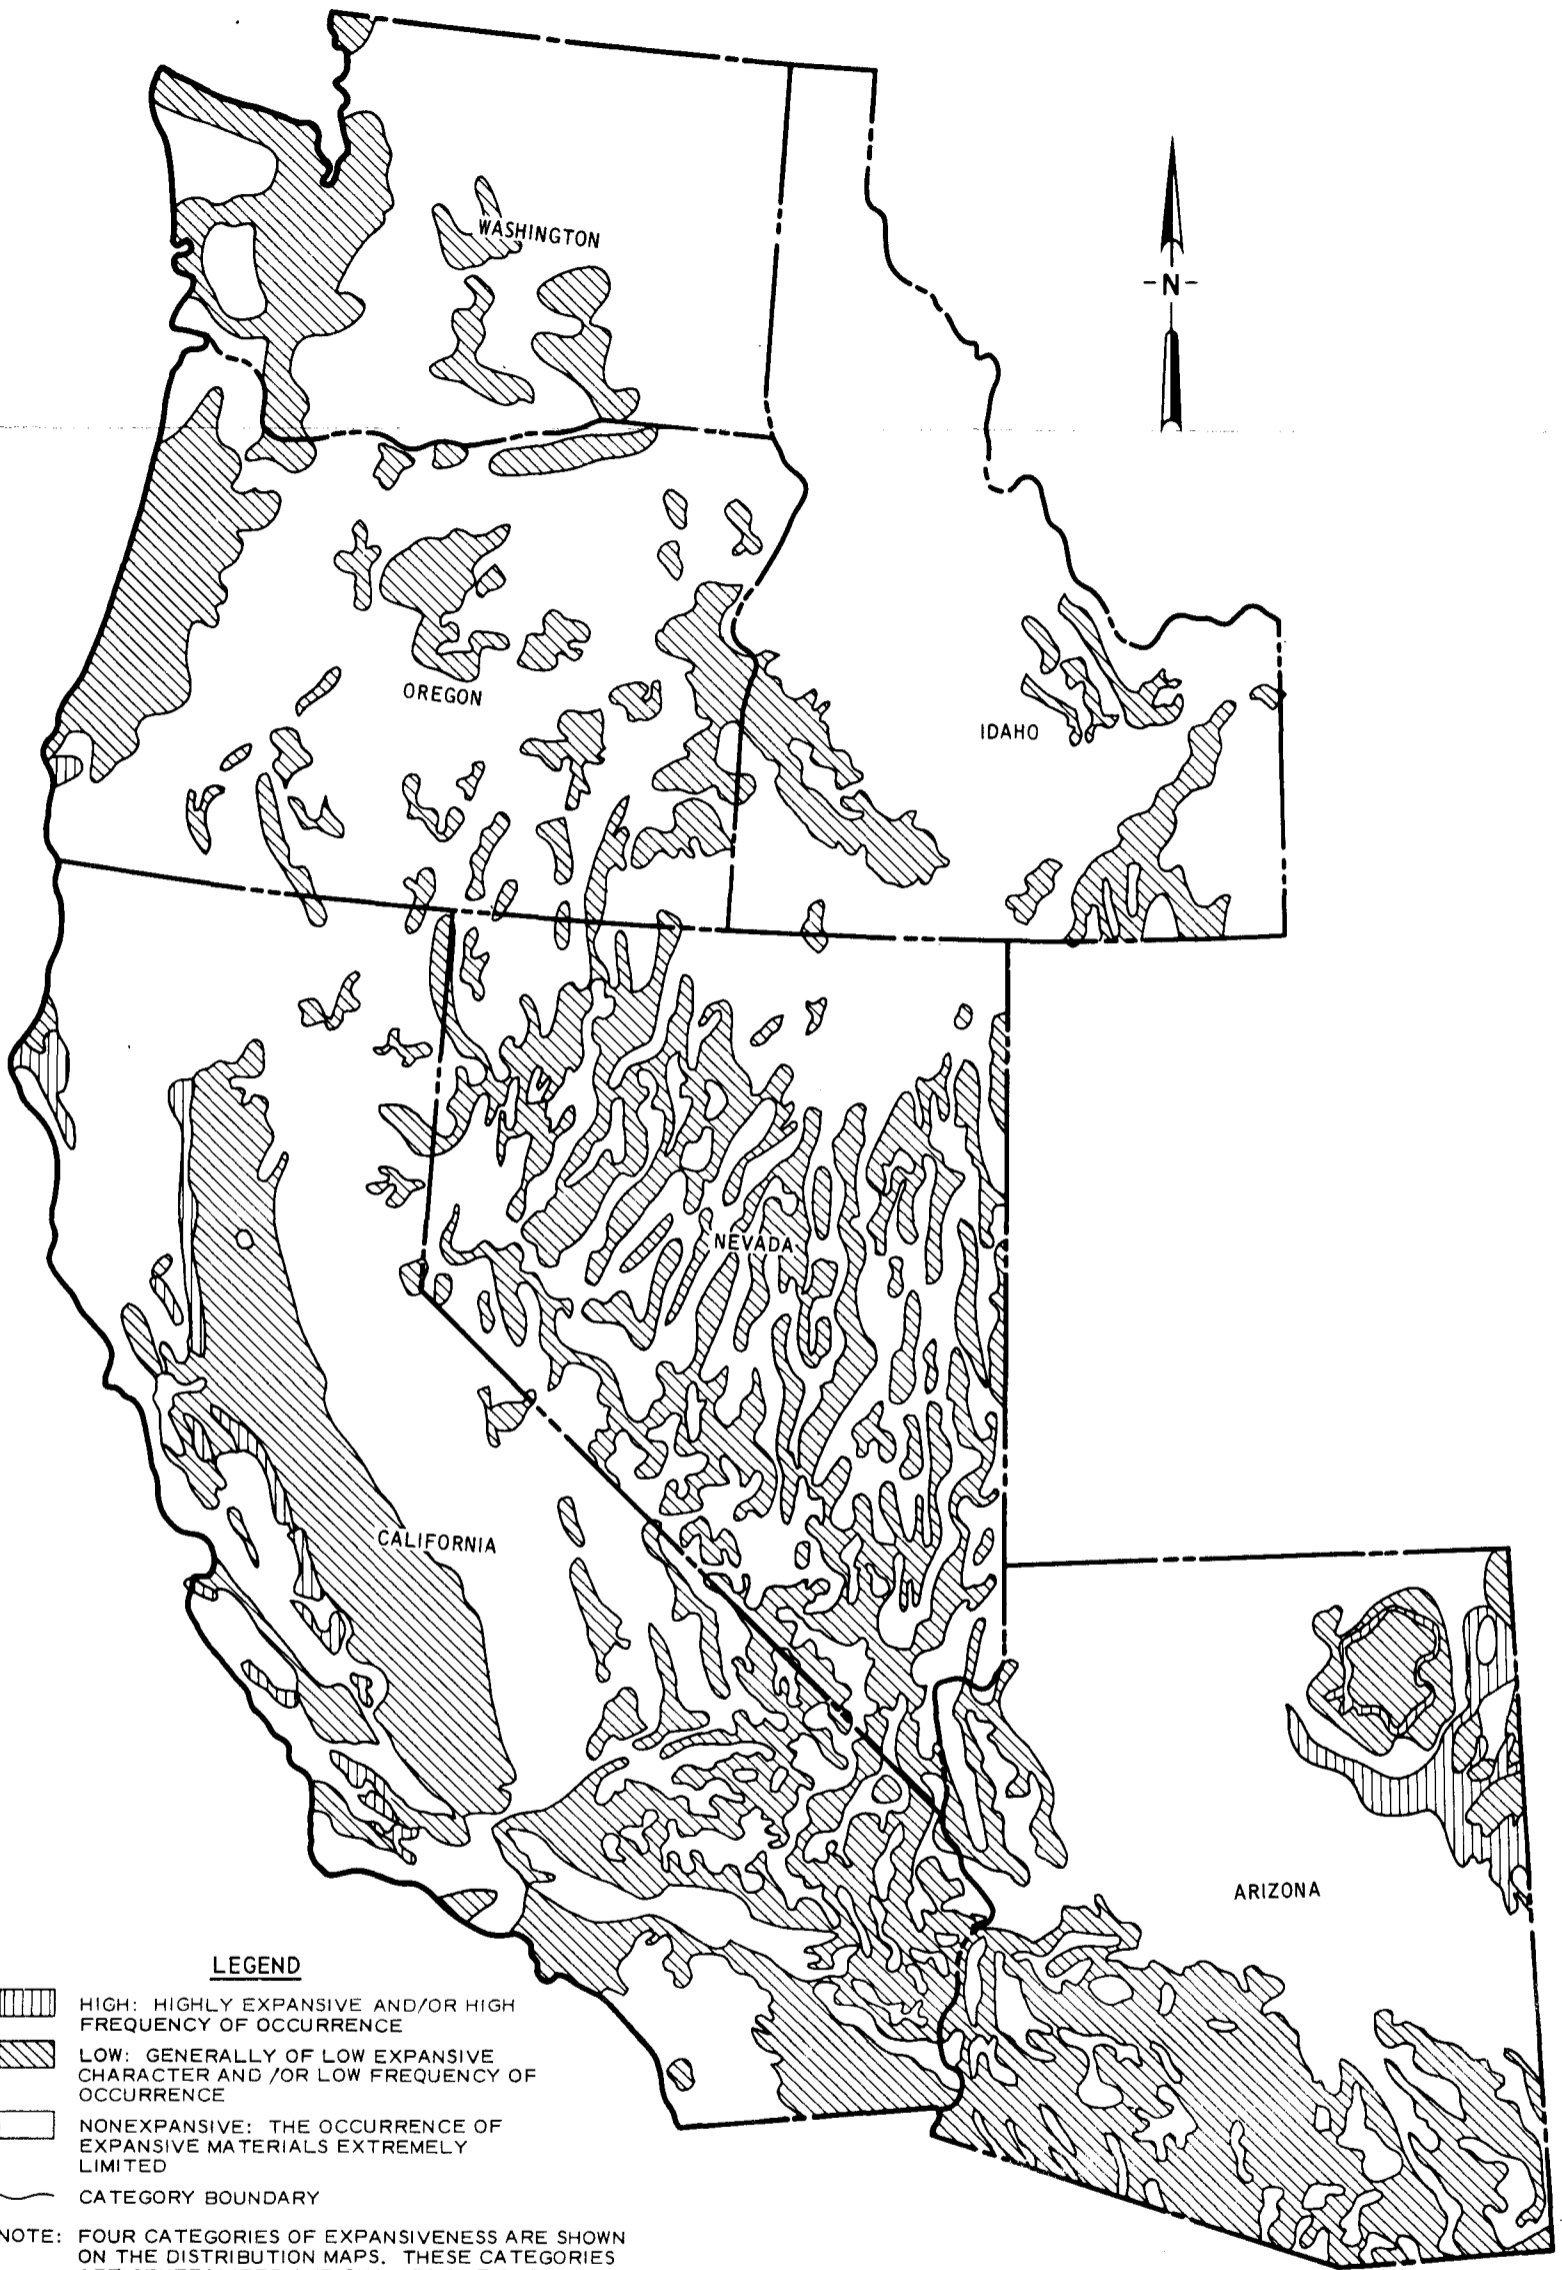 WASHINGTON
-N-
OREGON
IDAHO
NEVADA
CALIFORNIA
ARIZONA
LEGEND
HIGH: HIGHLY EXPANSIVE AND/OR HIGH
FREQUENCY OF OCCURRENCE
LOW: GENERALLY OF LOW EXPANSIVE
CHARACTER AND /OR LOW FREQUENCY OF
OCCURRENCE
NONEXPANSIVE: THE OCCURRENCE OF
EXPANSIVE MATERIALS EXTREMELY
LIMITED
CATEGORY BOUNDARY
NOTE: FOUR CATEGORIES OF EXPANSIVENESS ARE SHOWN
ON THE DISTRIBUTION MAPS. THESE CATEGORIES